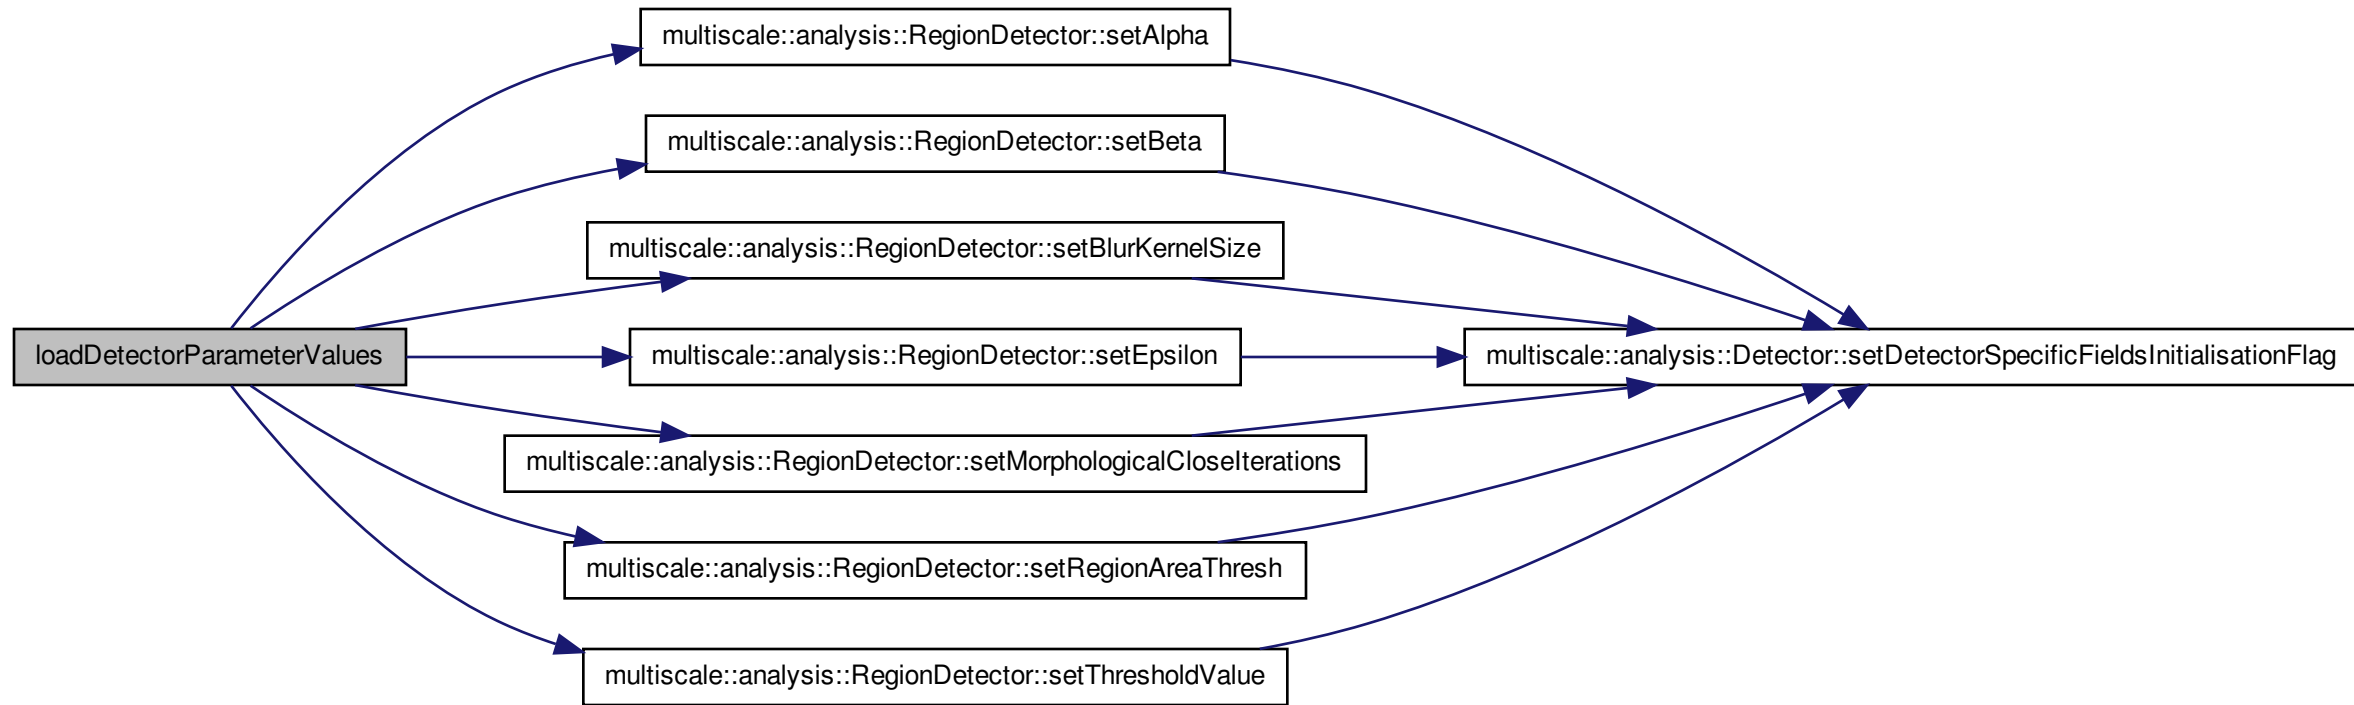 multiscale::analysis::RegionDetector::setAlpha
multiscale::analysis::RegionDetector::setBeta
multiscale::analysis::RegionDetector::setBlurKernelSize
loadDetectorParameterValues
multiscale::analysis::RegionDetector::setEpsilon
multiscale::analysis::Detector::setDetectorSpecificFieldsInitialisationFlag
multiscale::analysis::RegionDetector::setMorphologicalCloseIterations
multiscale::analysis::RegionDetector::setRegionAreaThresh
multiscale::analysis::RegionDetector::setThresholdValue